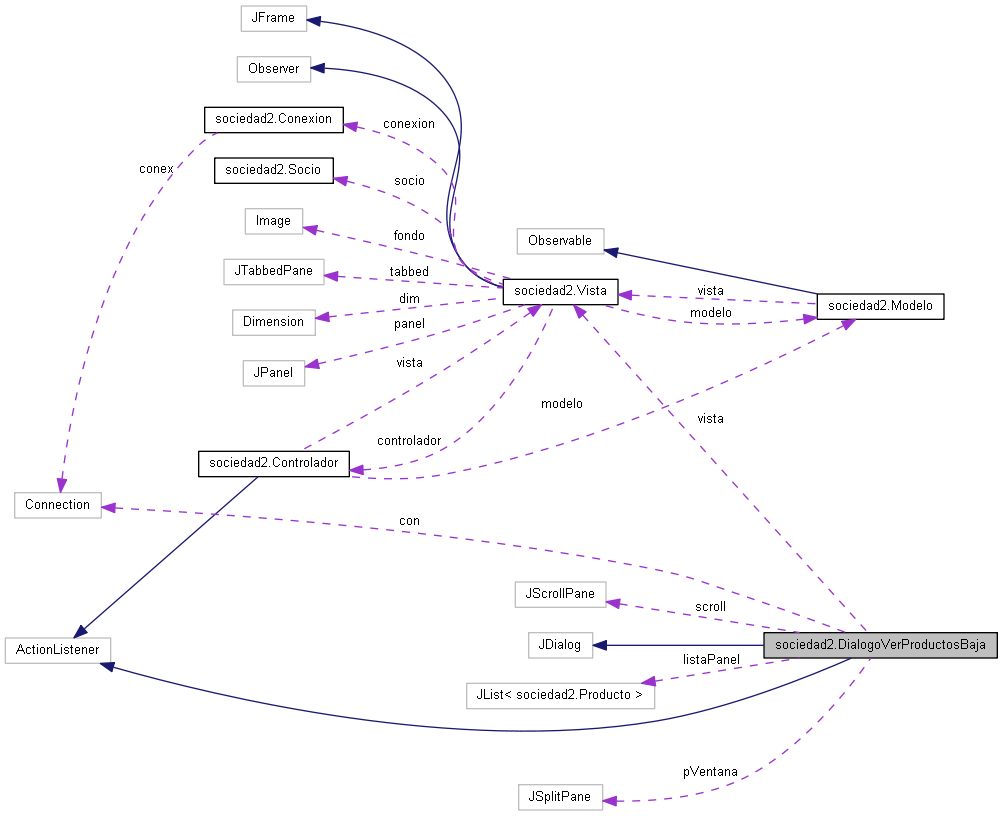 JFrame
Observer
sociedad2.Conexion
conexion
conex
sociedad2.Socio
socio
Image
fondo
Observable
JTabbedPane
tabbed
sociedad2.Vista
vista
sociedad2.Modelo
dim
modelo
Dimension
panel
JPanel
vista
modelo
vista
controlador
sociedad2.Controlador
Connection
con
JScrollPane
scroll
ActionListener
JDialog
sociedad2.DialogoVerProductosBaja
listaPanel
JList< sociedad2.Producto >
pVentana
JSplitPane